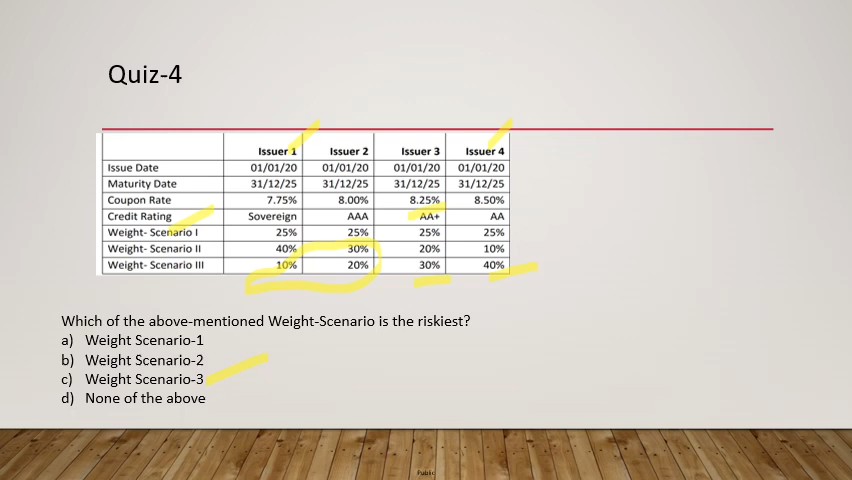 Quiz-4
Issuer 1 Issuer 2 Issuer 3 Issuer 4
Issue Date 01/01/20 01/01/20 01/01/20 01/01/20
Maturity Date 31/12/25 31/12/25 31/12/25 31/12/25
Coupon Rate 7.75% 8.00% 8.25% 8.50%
Credit Rating Sovereign AAA AA+ AA
Weight- Scenario I 25% 25% 25% 25%
Weight- Scenario II 40% 30% 20% 10%
Weight- Scenario III 10% 20% 30% 40%
Which of the above-mentioned Weight-Scenario is the riskiest?
a) Weight Scenario-1
b) Weight Scenario-2
c) Weight Scenario-3
d) None of the above
Public